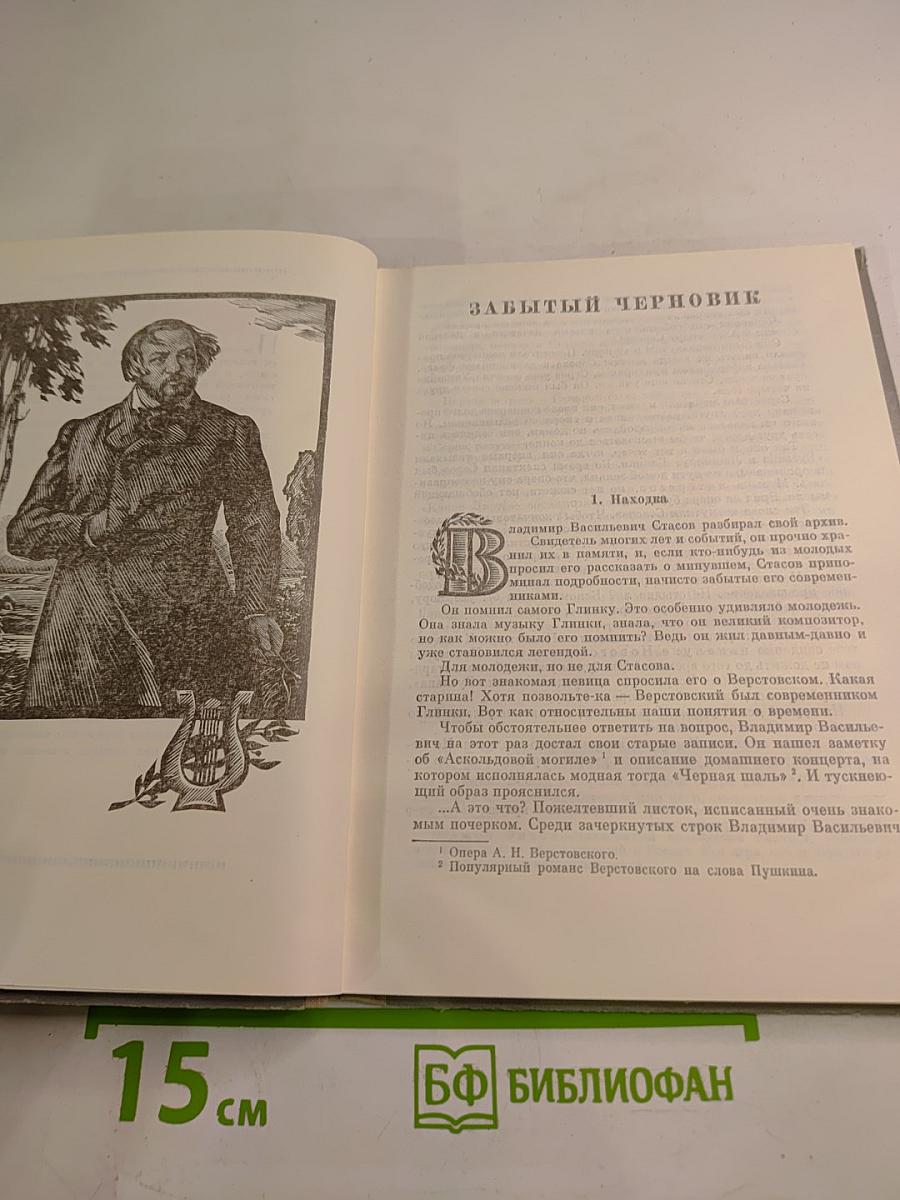 ЗАБЫТЫЙ ЧЕРНОВИК
1. Находка
Владимир Васильевич Стасов разбирал свой архив.
Свидетель многих лет и событий, он прочно хра-
нил их в памяти, и, если кто-нибудь из молодых
просил его рассказать о минувшем, Стасов припо-
минал подробности, начисто забытые его современ-
никами.
Он помнил самого Глинку. Это особенно удивляло молодежь.
Она знала музыку Глинки, знала, что он великий композитор,
но как можно было его помнить? Ведь он жил давным-давно и
уже становился легендой.
Для молодежи, но не для Стасова.
Но вот знакомая певица спросила его о Верстовском. Какая
старина! Хотя позвольте-ка — Верстовский был современником
Глинки. Вот как относительны наши понятия о времени.
Чтобы обстоятельнее ответить на вопрос, Владимир Василье-
вич на этот раз достал свои старые записи. Он нашел заметку
об «Аскольдовой могиле» 1 и описание домашнего концерта, на
котором исполнялась модная тогда «Черная шаль» 2. И тускнею-
щий образ прояснился.
...А это что? Пожелтевший листок, исписанный очень знако-
мым почерком. Среди зачеркнутых строк Владимир Васильевич
1 Опера А. Н. Верстовского.
2 Популярный романс Верстовского на слова Пушкина.
15 см
БФ БИБЛИОФАН